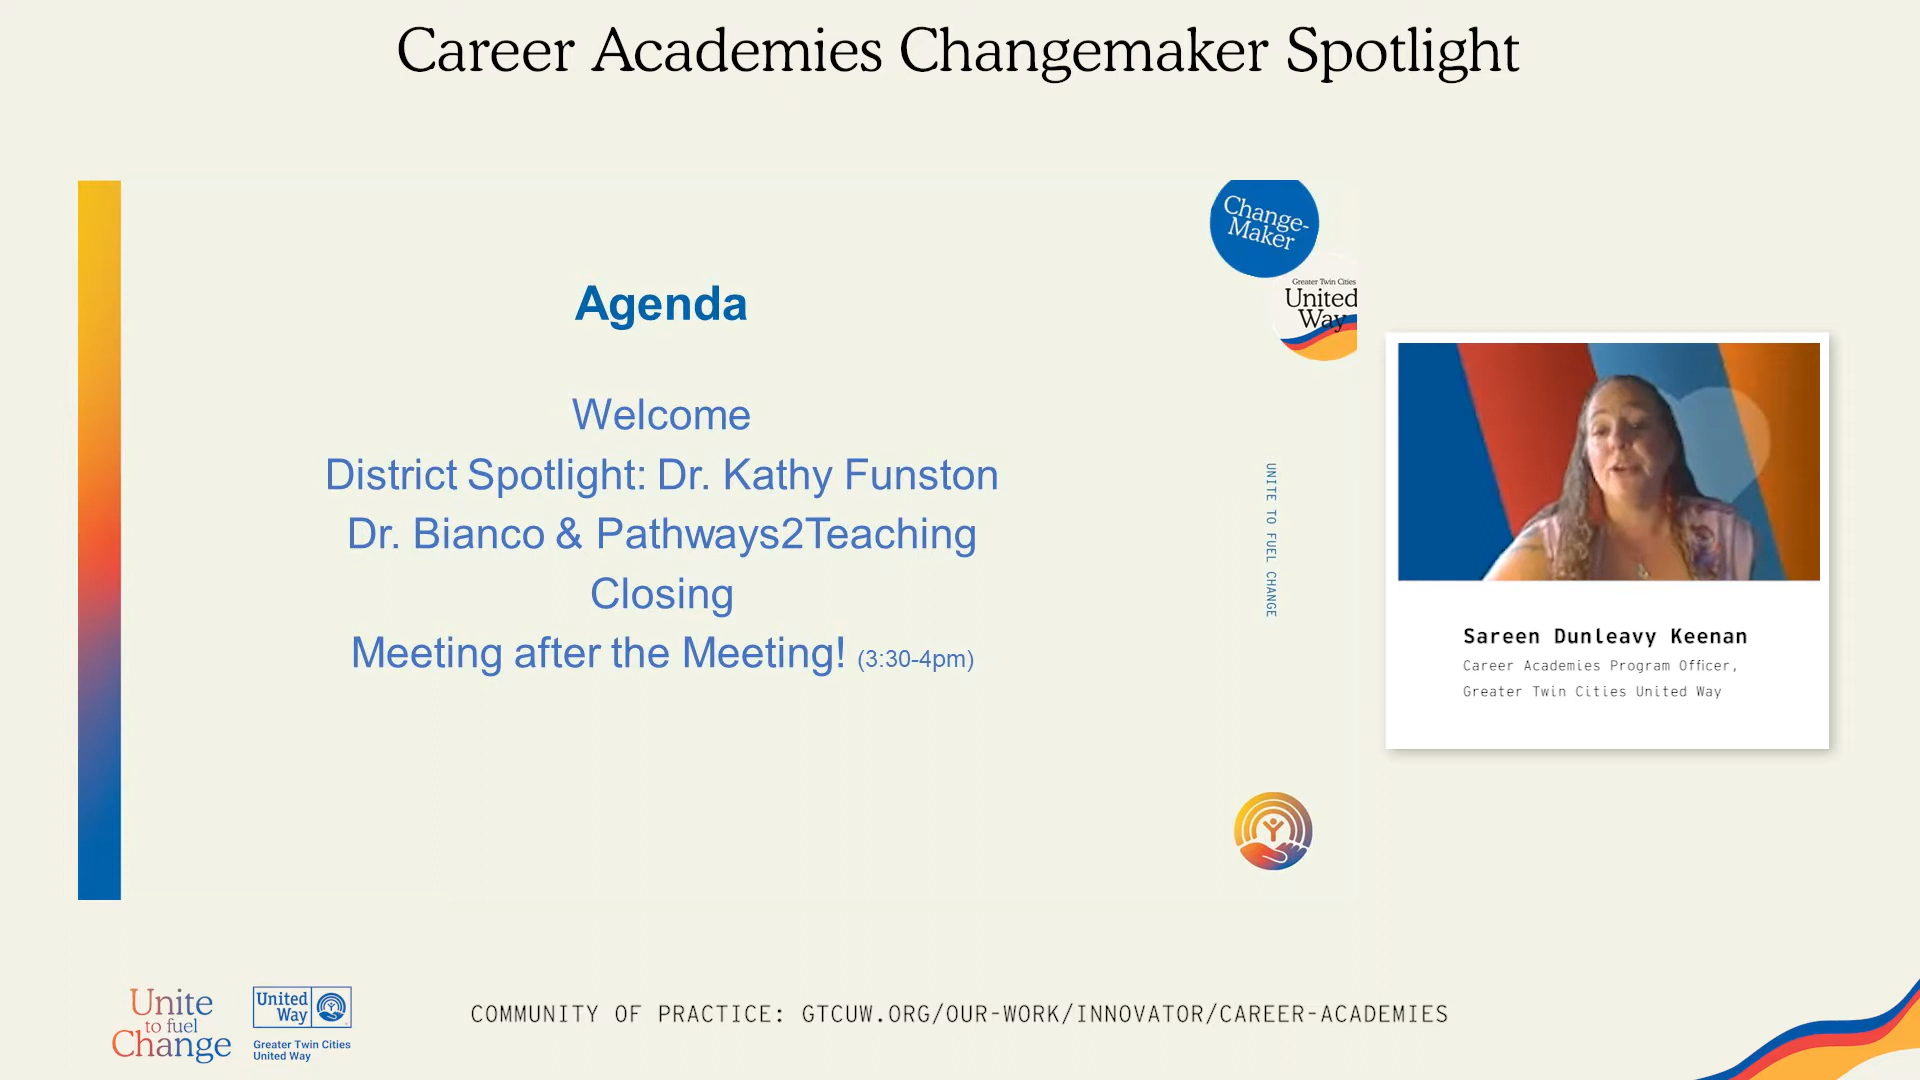 Career Academies Changemaker Spotlight
Change-
Maker
Greater Twin Cities
United
Way
Agenda
Welcome
District Spotlight: Dr. Kathy Funston
Dr. Bianco & Pathways2Teaching
Closing
Meeting after the Meeting! (3:30-4pm)
UNITE TO FUEL CHANGE
Sareen Dunleavy Keenan
Career Academies Program Officer,
Greater Twin Cities United Way
Unite
to fuel
Change
United
Way
Greater Twin Cities
United Way
COMMUNITY OF PRACTICE: GTCUW.ORG/OUR-WORK/INNOVATOR/CAREER-ACADEMIES